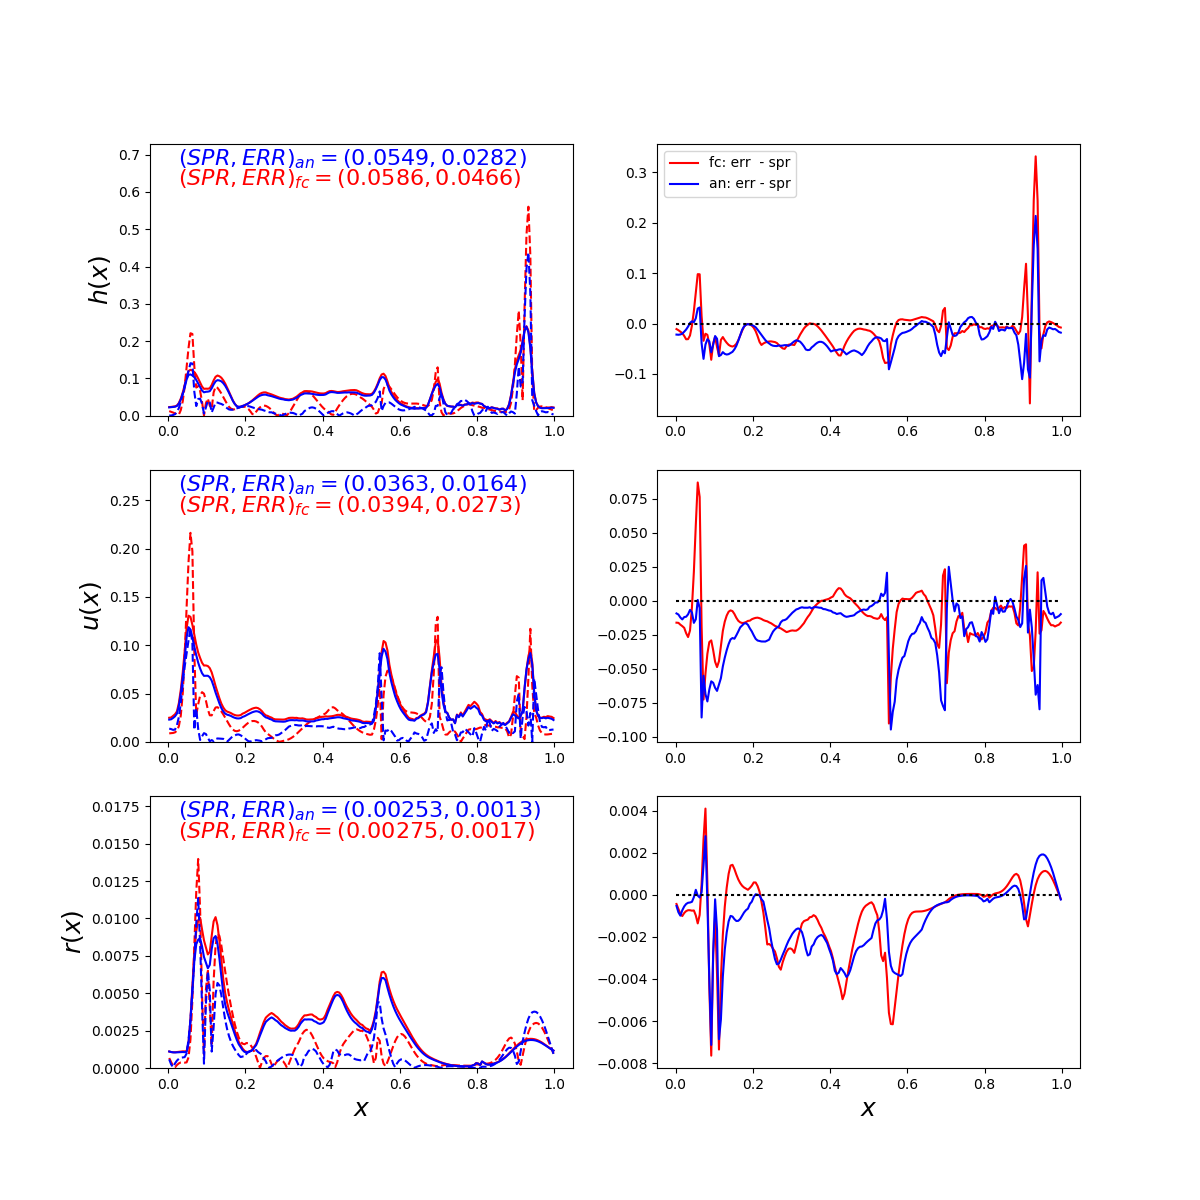 (SPR, ERR)an = (0.0549, 0.0282)
(SPR, ERR)fc = (0.0586, 0.0466)
h(x)
0.7
0.6
0.5
0.4
0.3
0.2
0.1
0.0
0.0 0.2 0.4 0.6 0.8 1.0
fc: err - spr
an: err - spr
0.3
0.2
0.1
0.0
−0.1
0.0 0.2 0.4 0.6 0.8 1.0
(SPR, ERR)an = (0.0363, 0.0164)
(SPR, ERR)fc = (0.0394, 0.0273)
u(x)
0.25
0.20
0.15
0.10
0.05
0.00
0.0 0.2 0.4 0.6 0.8 1.0
0.075
0.050
0.025
0.000
−0.025
−0.050
−0.075
−0.100
0.0 0.2 0.4 0.6 0.8 1.0
(SPR, ERR)an = (0.00253, 0.0013)
(SPR, ERR)fc = (0.00275, 0.0017)
r(x)
0.0175
0.0150
0.0125
0.0100
0.0075
0.0050
0.0025
0.0000
0.0 0.2 0.4 0.6 0.8 1.0
x
0.004
0.002
0.000
−0.002
−0.004
−0.006
−0.008
0.0 0.2 0.4 0.6 0.8 1.0
x